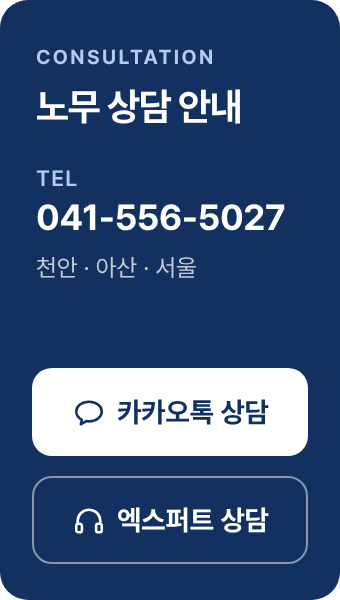 CONSULTATION
노무 상담 안내
TEL
041-556-5027
천안 · 아산 · 서울
카카오톡 상담
엑스퍼트 상담